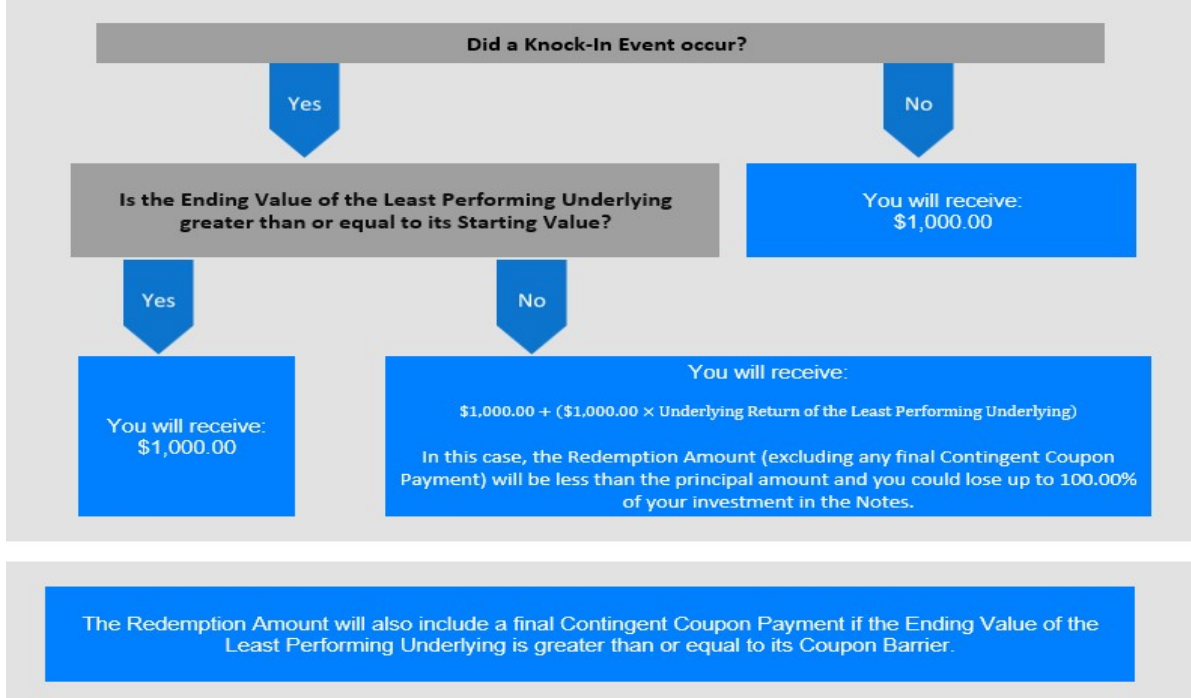 Did a Knock-In Event occur?
Yes
No
Is the Ending Value of the Least Performing Underlying
greater than or equal to its Starting Value?
You will receive:
$1,000.00
Yes
No
You will receive:
$1,000.00
You will receive:
$1,000.00 + ($1,000.00 × Underlying Return of the Least Performing Underlying)
In this case, the Redemption Amount (excluding any final Contingent Coupon
Payment) will be less than the principal amount and you could lose up to 100.00%
of your investment in the Notes.
The Redemption Amount will also include a final Contingent Coupon Payment if the Ending Value of the
Least Performing Underlying is greater than or equal to its Coupon Barrier.